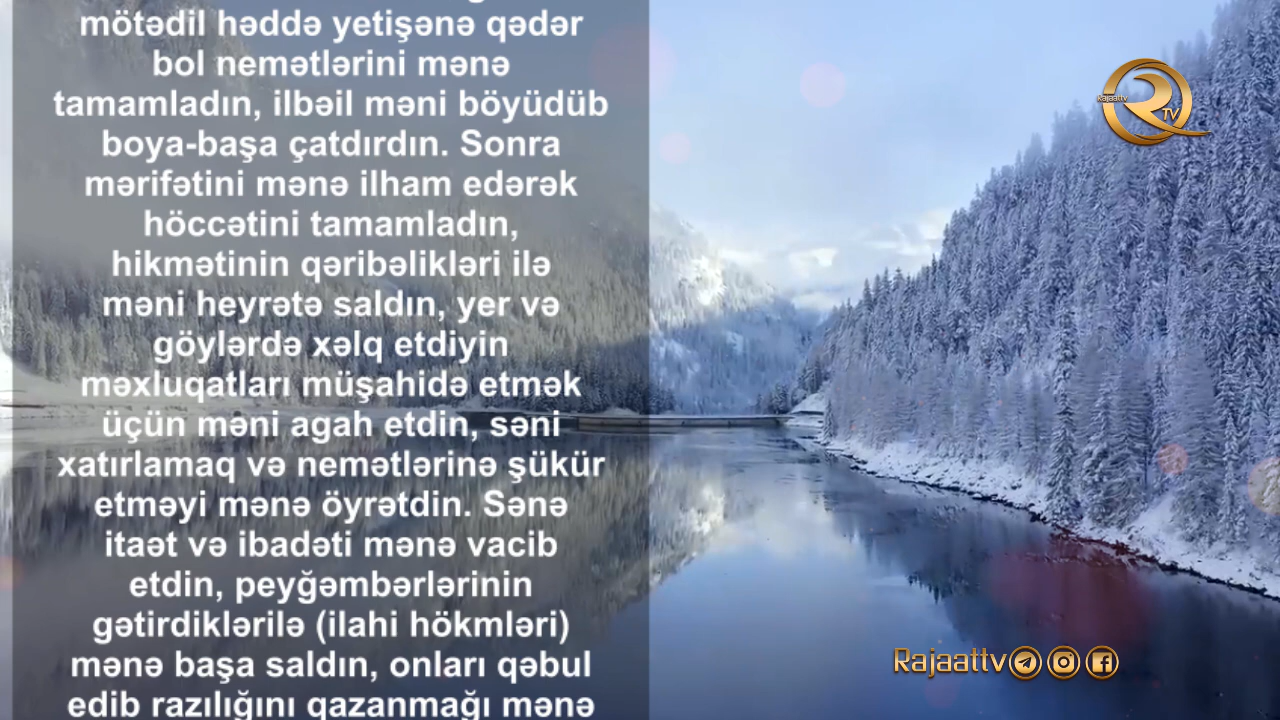 mötədil həddə yetişənə qədər
bol nemətlərini mənə
tamamladın, ilbəil məni böyüdüb
boya-başa çatdırdın. Sonra
mərifətini mənə ilham edərək
höccətini tamamladın,
hikmətinin qəribəlikləri ilə
məni heyrətə saldın, yer və
göylərdə xəlq etdiyin
məxluqatları müşahidə etmək
üçün məni agah etdin, səni
xatırlamaq və nemətlərinə şükür
etməyi mənə öyrətdin. Sənə
itaət və ibadəti mənə vacib
etdin, peyğəmbərlərinin
gətirdiklərilə (ilahi hökmləri)
mənə başa saldın, onları qəbul
edib razılığını qazanmağı mənə
Rajaattv
TV
Rajaattv